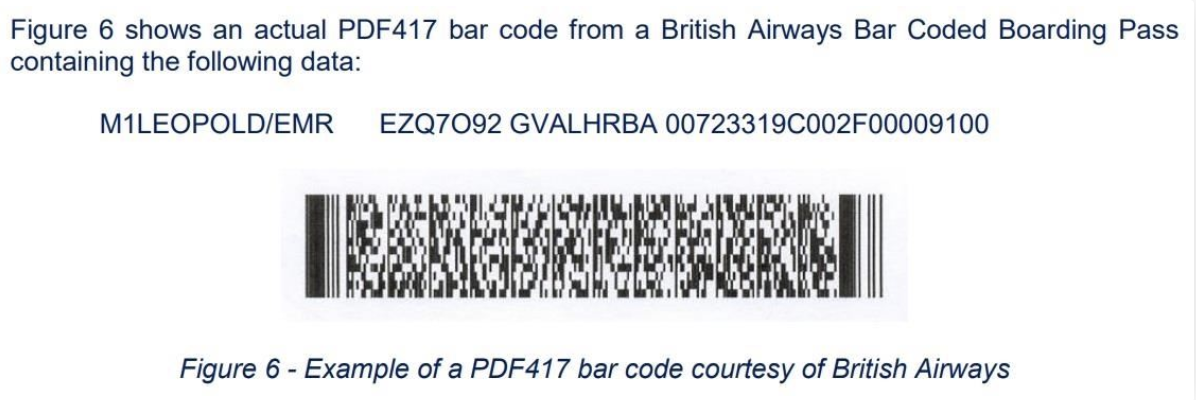 Figure 6 shows an actual PDF417 bar code from a British Airways Bar Coded Boarding Pass
containing the following data:
M1LEOPOLD/EMR EZQ7O92 GVALHRBA 00723319C002F00009100
Figure 6 - Example of a PDF417 bar code courtesy of British Airways